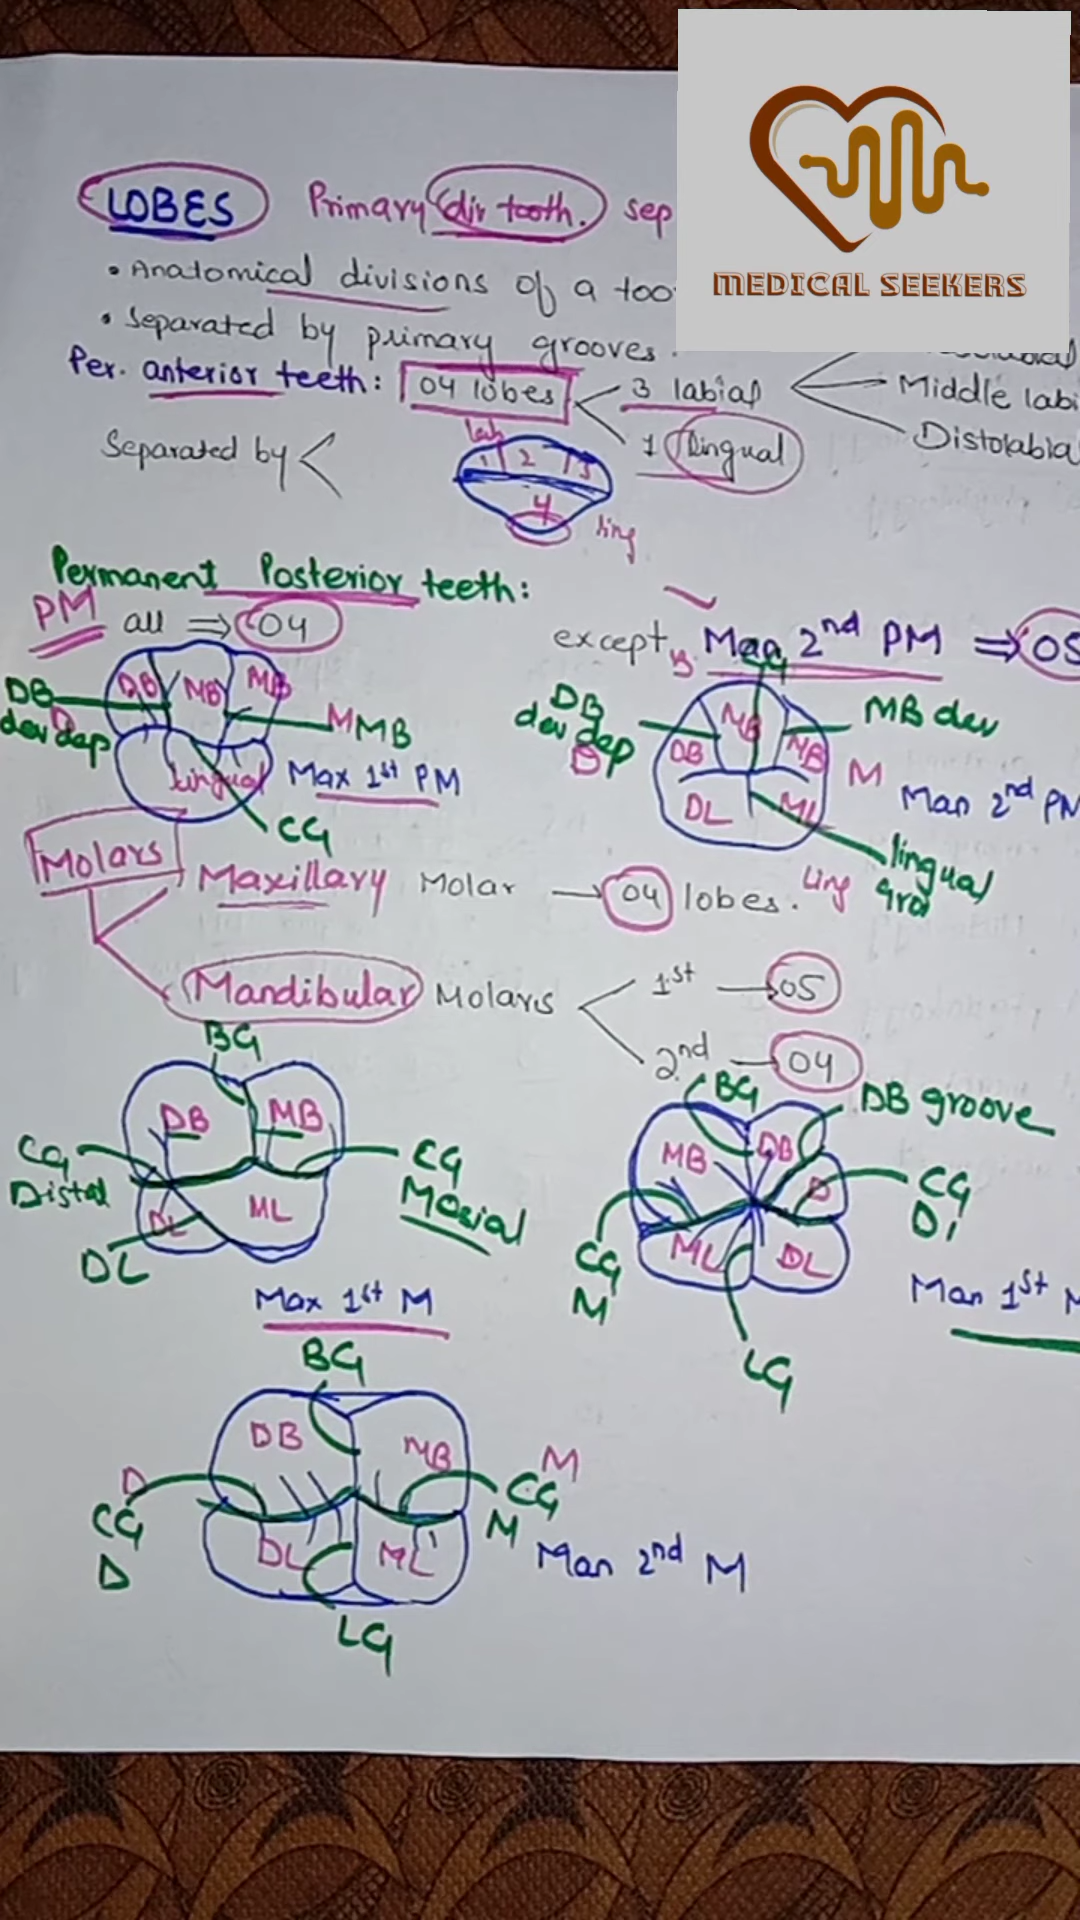 LOBES Primary div tooth. sep
MEDICAL SEEKERS
• Anatomical divisions of a too
• Separated by primary grooves.
Per. anterior teeth: 04 lobes 3 labial
Middle labi
Distolabia
1 lingual
Separated by
lab
1 2 3
4
ling
Permanent Posterior teeth:
PM all ⇒ 04
except Man 2nd PM ⇒ 05
DB MB MB
DB dev dep
D
M MB
Lingual
Max 1st PM
CG
B CG
DB dev dep
D
MB
DB MB
MB dev
M
Man 2nd PM
DL ML
lingual
Ling
Molars
Maxillary Molar → 04 lobes.
Mandibular Molars
1st → 05
2nd → 04
BG
DB MB
CG Distal
CG Mesial
DL ML
DL
Max 1st M
BG
DB groove
MB DB
D
CG
CG
M
ML DL
LG
Man 1st M
BG
DB MB
D
CG
D
M
CG
M
DL ML
Man 2nd M
LG